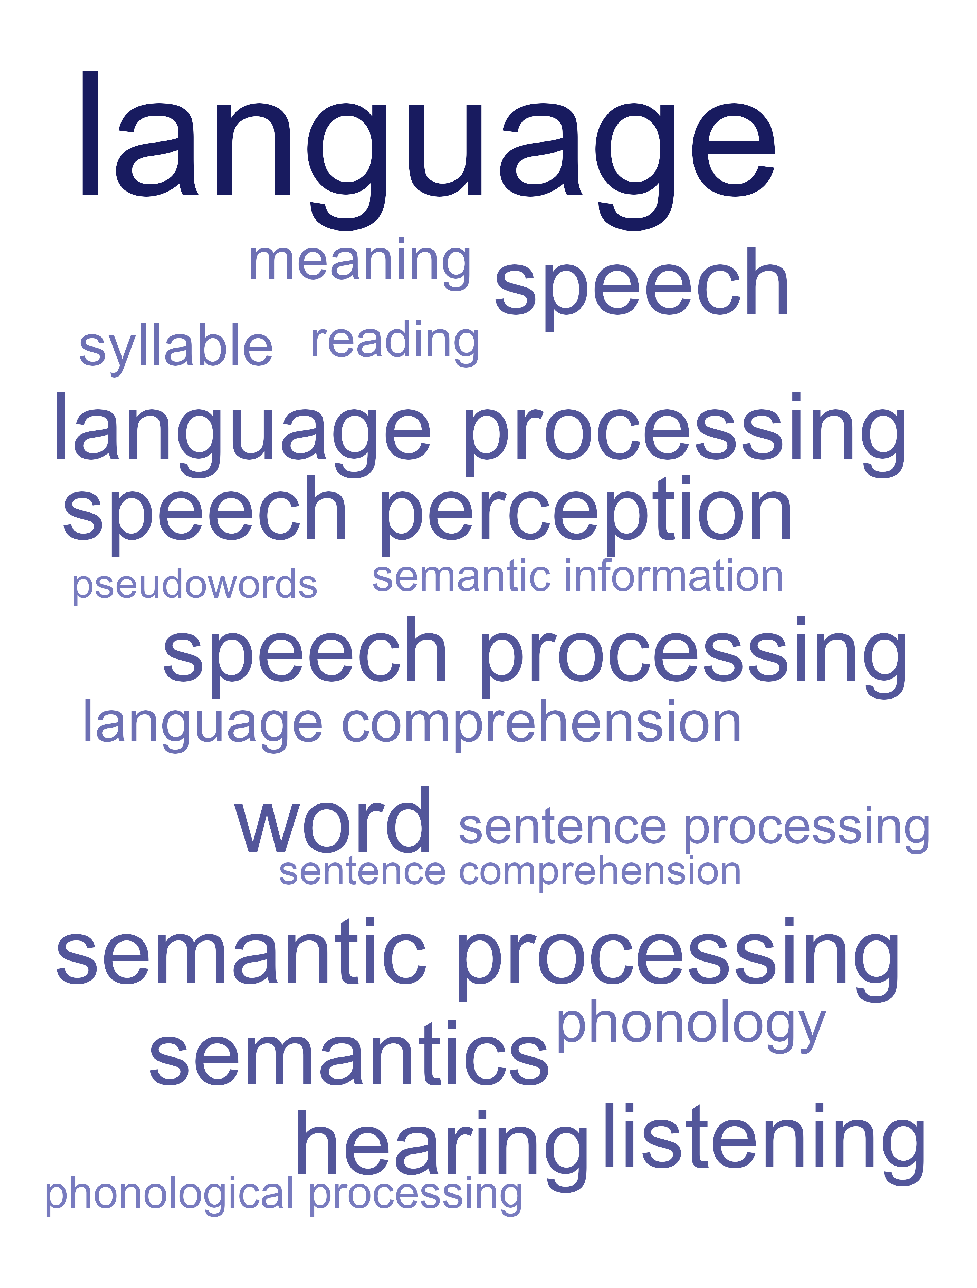 language
meaning speech
syllable reading
language processing
speech perception
pseudowords semantic information
speech processing
language comprehension
word sentence processing
sentence comprehension
semantic processing
phonology
semantics
hearing listening
phonological processing